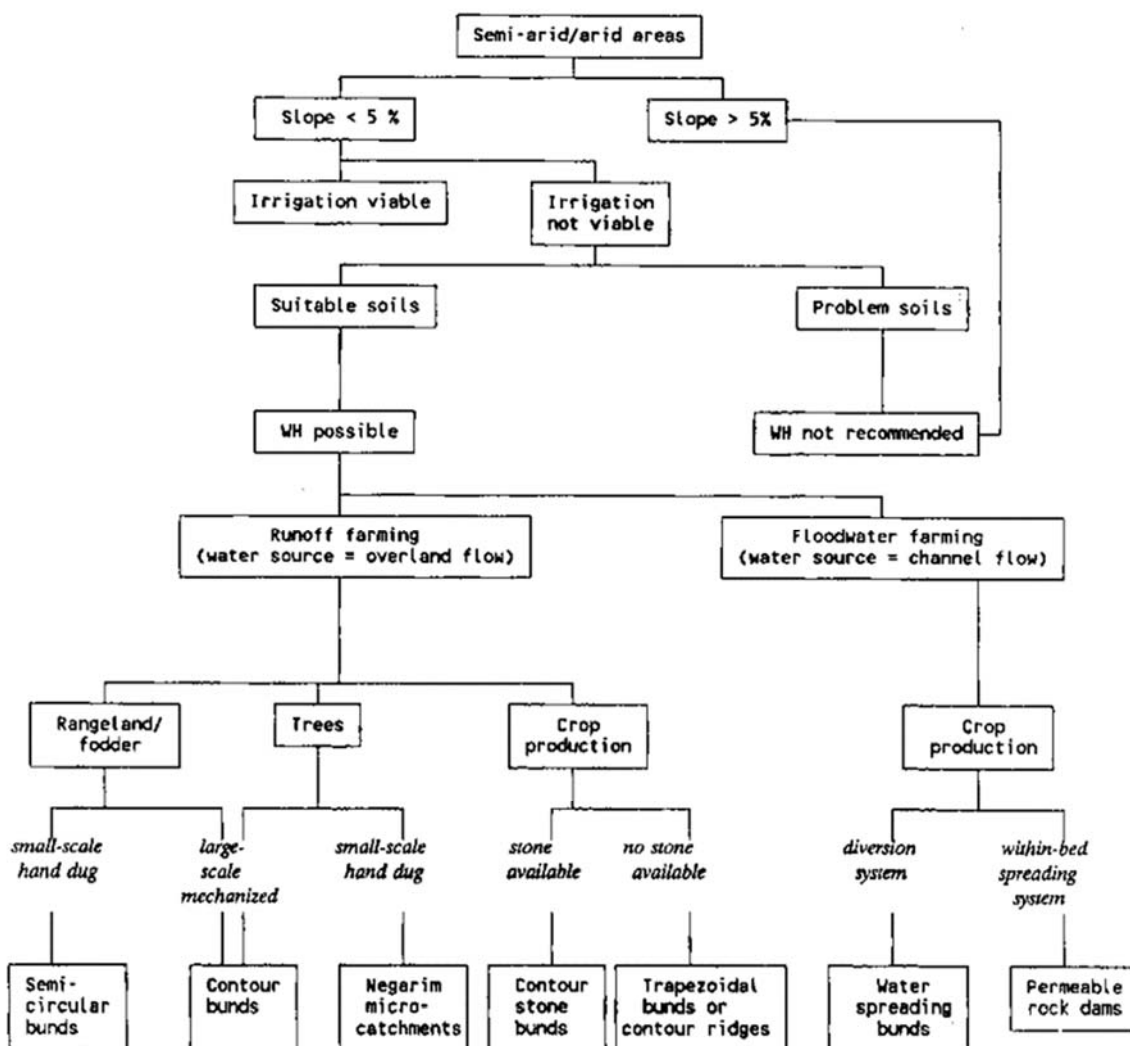 Semi-arid/arid areas
Slope < 5 %
Slope > 5%
Irrigation viable
Irrigation
not viable
Suitable soils
Problem soils
WH possible
WH not recommended
Runoff farming
(water source = overland flow)
Floodwater farming
(water source = channel flow)
Rangeland/
fodder
Trees
Crop
production
Crop
production
small-scale
hand dug
large-
scale
mechanized
small-scale
hand dug
stone
available
no stone
available
diversion
system
within-bed
spreading
system
Semi-
circular
bunds
Contour
bunds
Negarim
micro-
catchments
Contour
stone
bunds
Trapezoidal
bunds or
contour ridges
Water
spreading
bunds
Permeable
rock dams